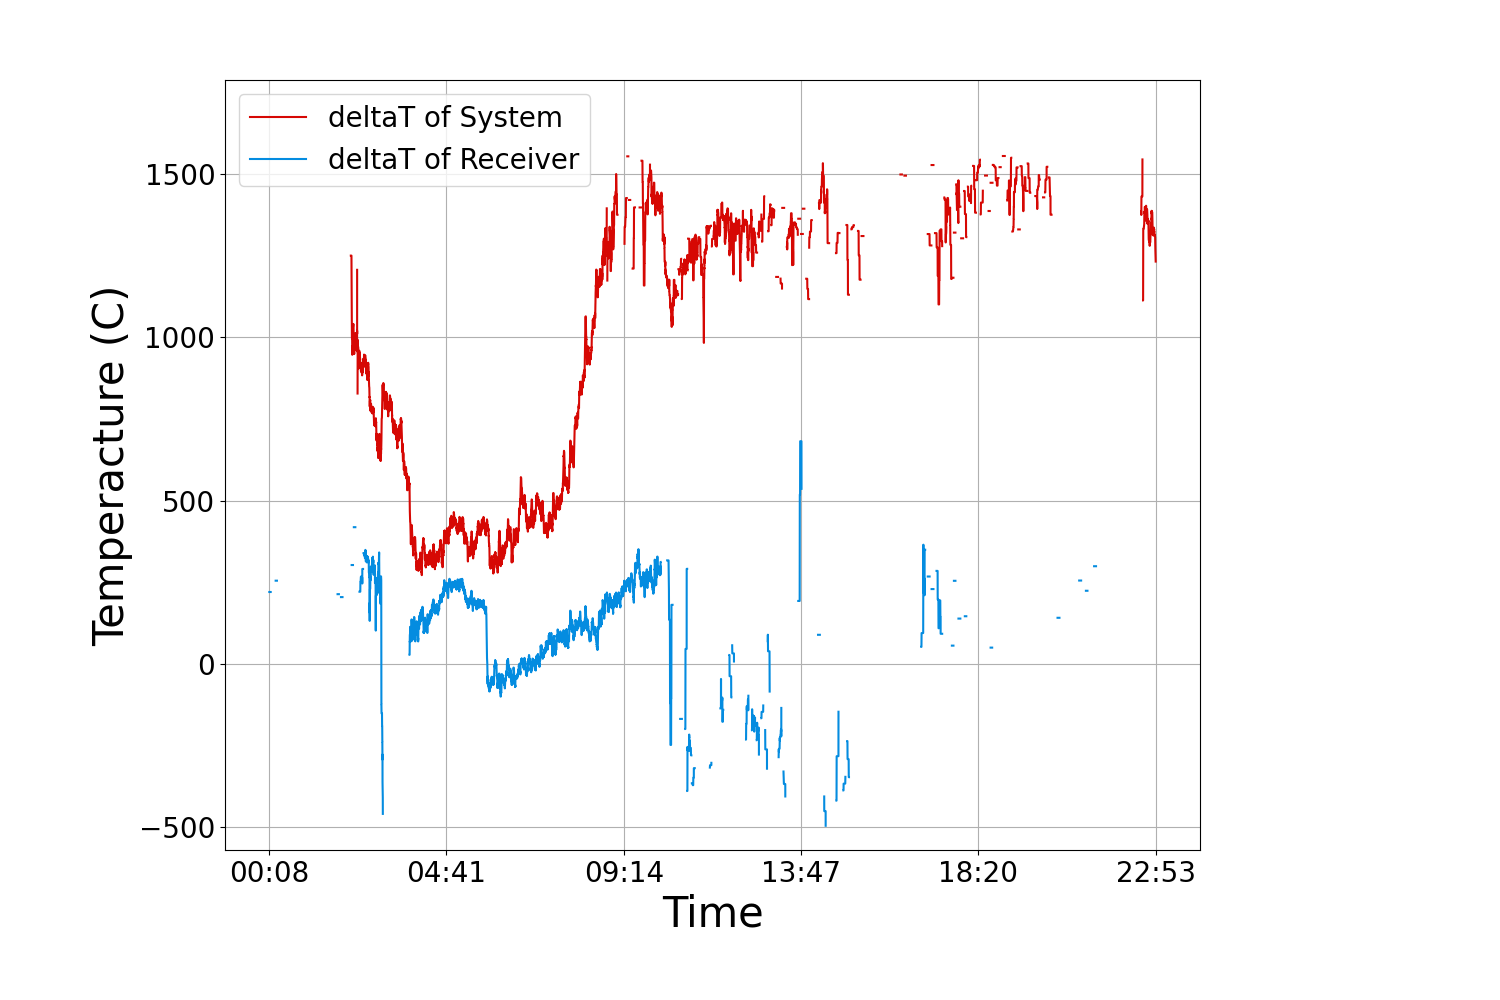 deltaT of System
deltaT of Receiver
Temperacture (C)
1500
1000
500
0
−500
00:08 04:41 09:14 13:47 18:20 22:53
Time